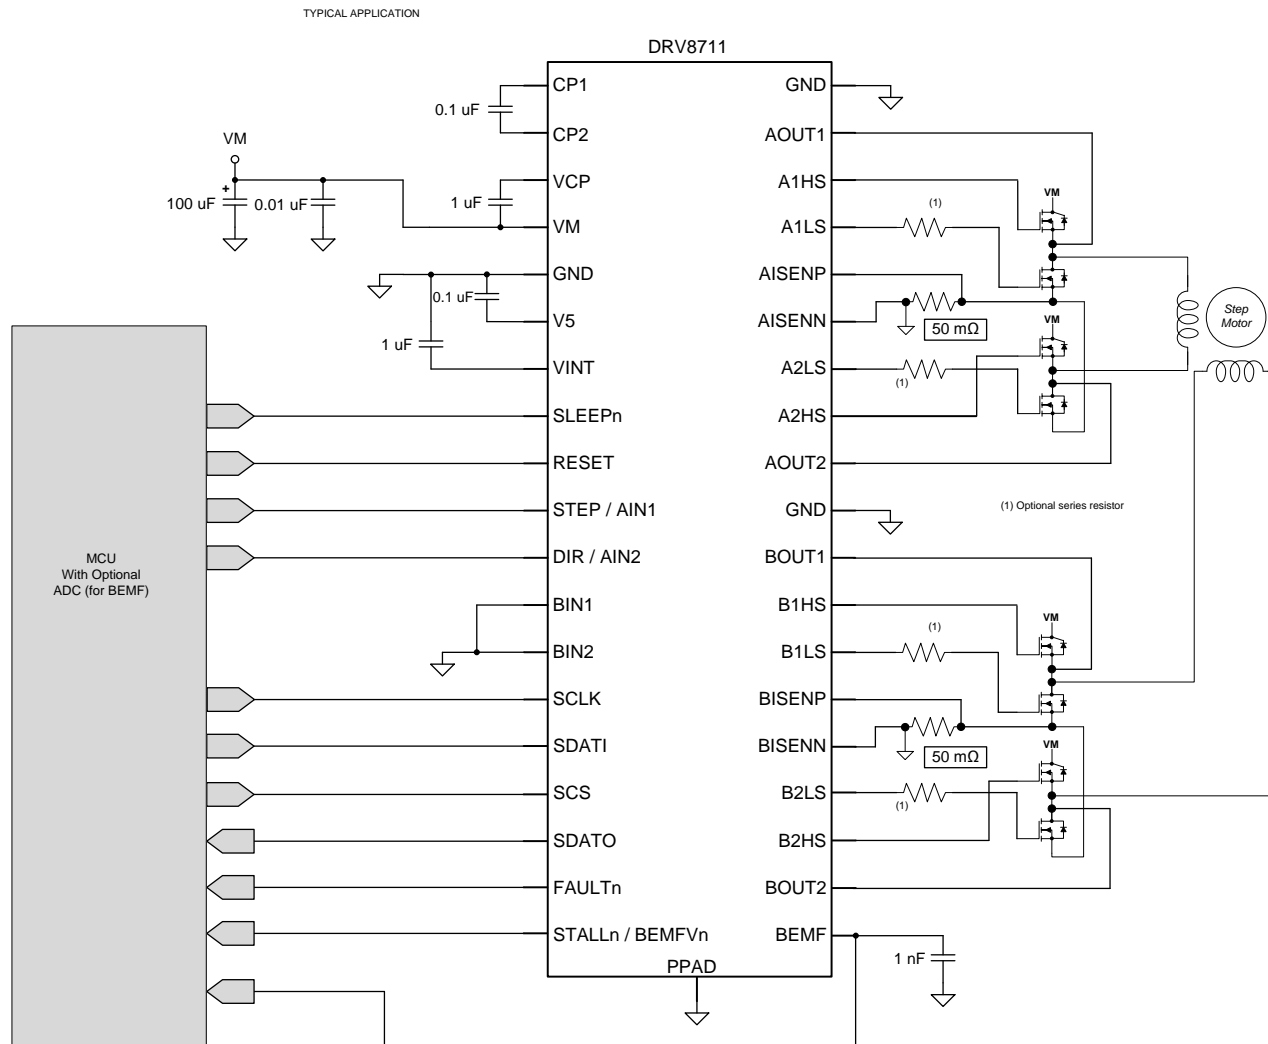 TYPICAL APPLICATION
DRV8711
CP1
GND
0.1 uF
CP2
AOUT1
VM
VCP
A1HS
100 uF
+
0.01 uF
1 uF
VM
A1LS
(1)
VM
GND
AISENP
0.1 uF
V5
AISENN
50 mΩ
VM
Step
Motor
1 uF
VINT
A2LS
(1)
SLEEPn
A2HS
RESET
AOUT2
STEP / AIN1
GND
(1) Optional series resistor
MCU
With Optional
ADC (for BEMF)
DIR / AIN2
BOUT1
BIN1
B1HS
VM
BIN2
B1LS
(1)
SCLK
BISENP
SDATI
BISENN
50 mΩ
VM
SCS
B2LS
(1)
SDATO
B2HS
FAULTn
BOUT2
STALLn / BEMFVn
BEMF
1 nF
PPAD